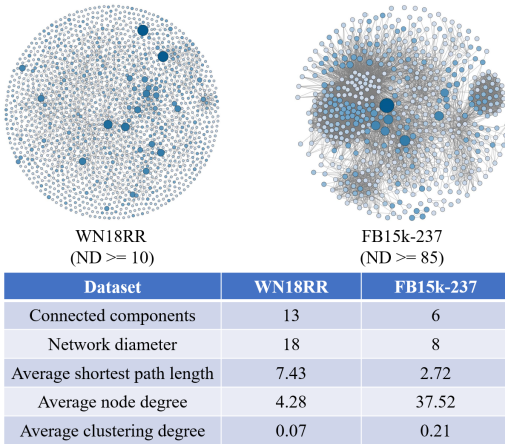 WN18RR
(ND >= 10)
FB15k-237
(ND >= 85)
Dataset WN18RR FB15k-237
Connected components 13 6
Network diameter 18 8
Average shortest path length 7.43 2.72
Average node degree 4.28 37.52
Average clustering degree 0.07 0.21